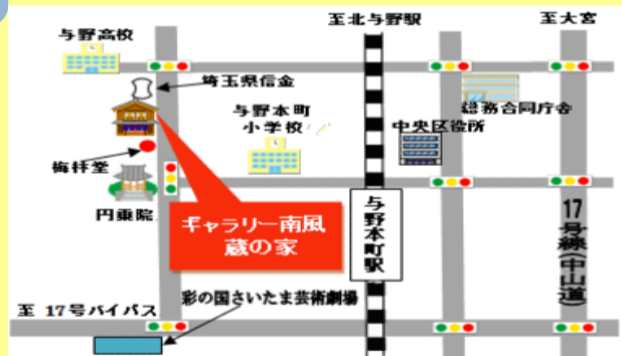 至北与野駅
至大宮
与野高校
埼玉県信金
与野本町
小学校
総務合同庁舎
中央区役所
梅林堂
円乗院
ギャラリー南風
蔵の家
与野本町駅
17号線(中山道)
彩の国さいたま芸術劇場
至 17号バイパス